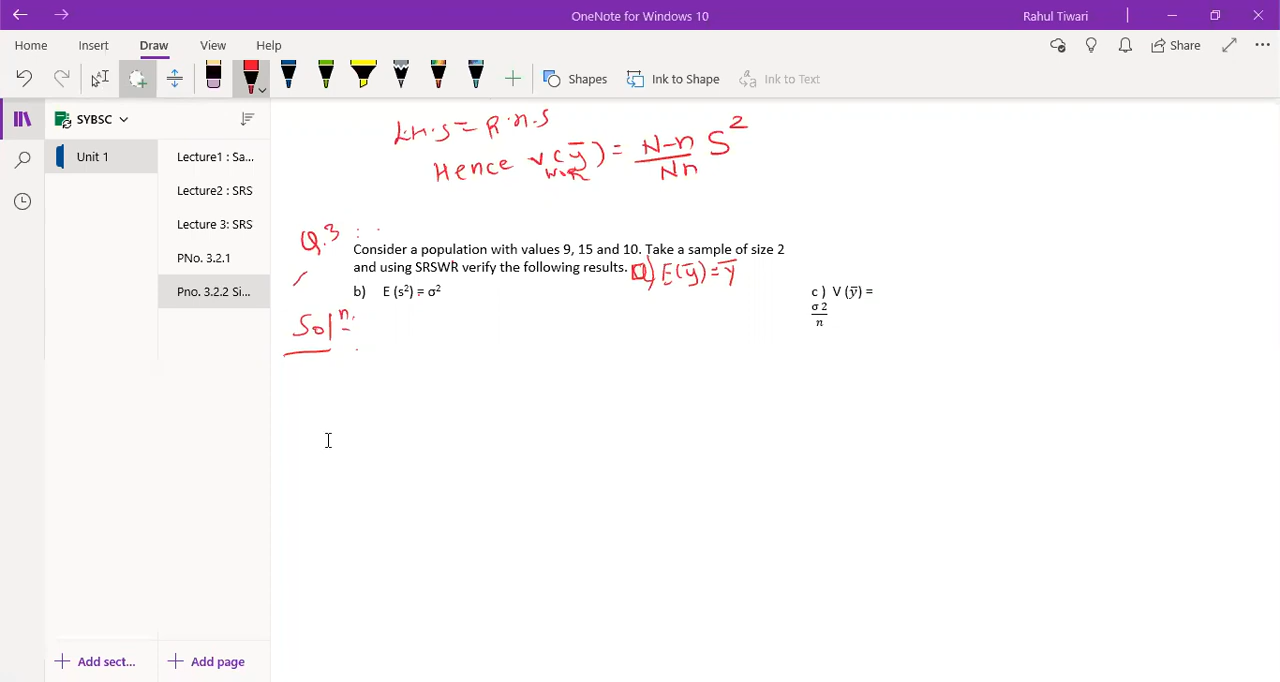 OneNote for Windows 10
Rahul Tiwari
Home Insert Draw View Help
Share
Shapes Ink to Shape Ink to Text
SYBSC
Unit 1
Lecture1 : Sa...
Lecture2 : SRS
Lecture 3: SRS
PNo. 3.2.1
Pno. 3.2.2 Si...
Add sect...
Add page
L.H.S = R.H.S
Hence V(ȳ)WOR = N-n/Nn S²
Q.3
Consider a population with values 9, 15 and 10. Take a sample of size 2
and using SRSWR verify the following results. a) E(ȳ) = Ȳ
b) E (s²) = σ² c ) V (ȳ) =
σ 2
n
Solⁿ: